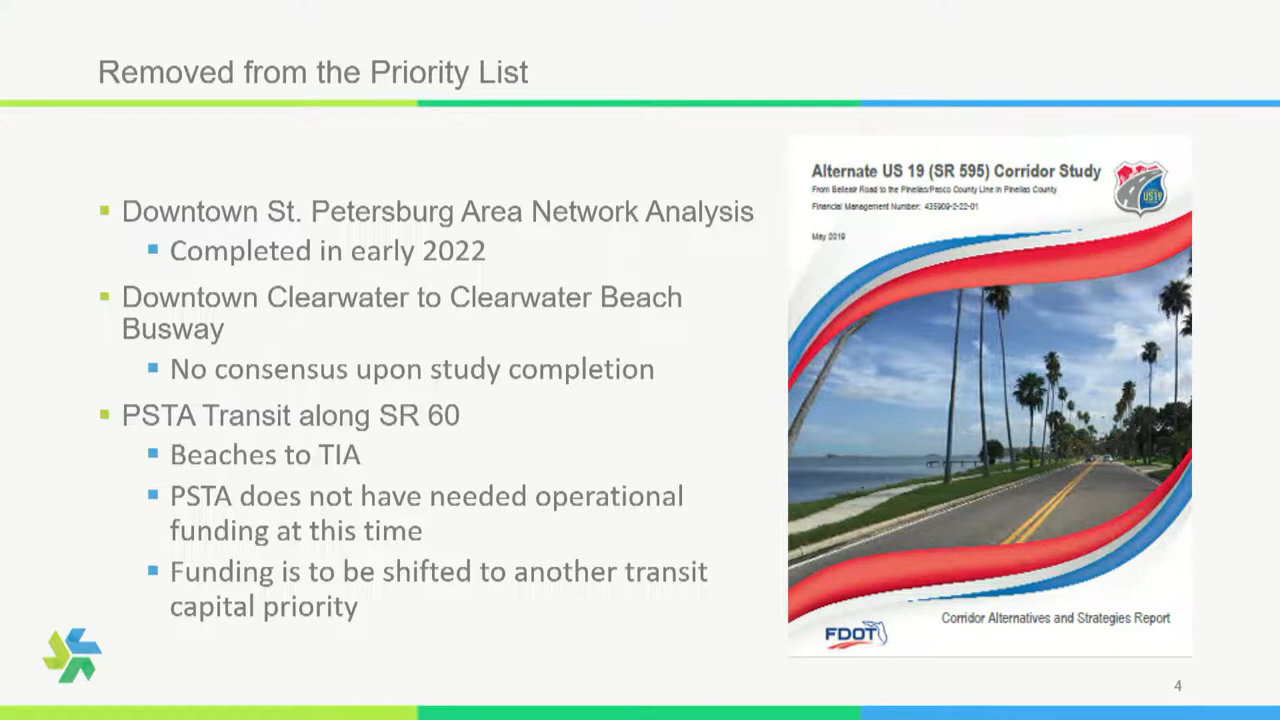 Removed from the Priority List
Downtown St. Petersburg Area Network Analysis
Completed in early 2022
Downtown Clearwater to Clearwater Beach
Busway
No consensus upon study completion
PSTA Transit along SR 60
Beaches to TIA
PSTA does not have needed operational
funding at this time
Funding is to be shifted to another transit
capital priority
Alternate US 19 (SR 595) Corridor Study
From Belleair Road to the Pinellas/Pasco County Line in Pinellas County
Financial Management Number: 435909-2-22-01
May 2019
US19
Corridor Alternatives and Strategies Report
FDOT
4